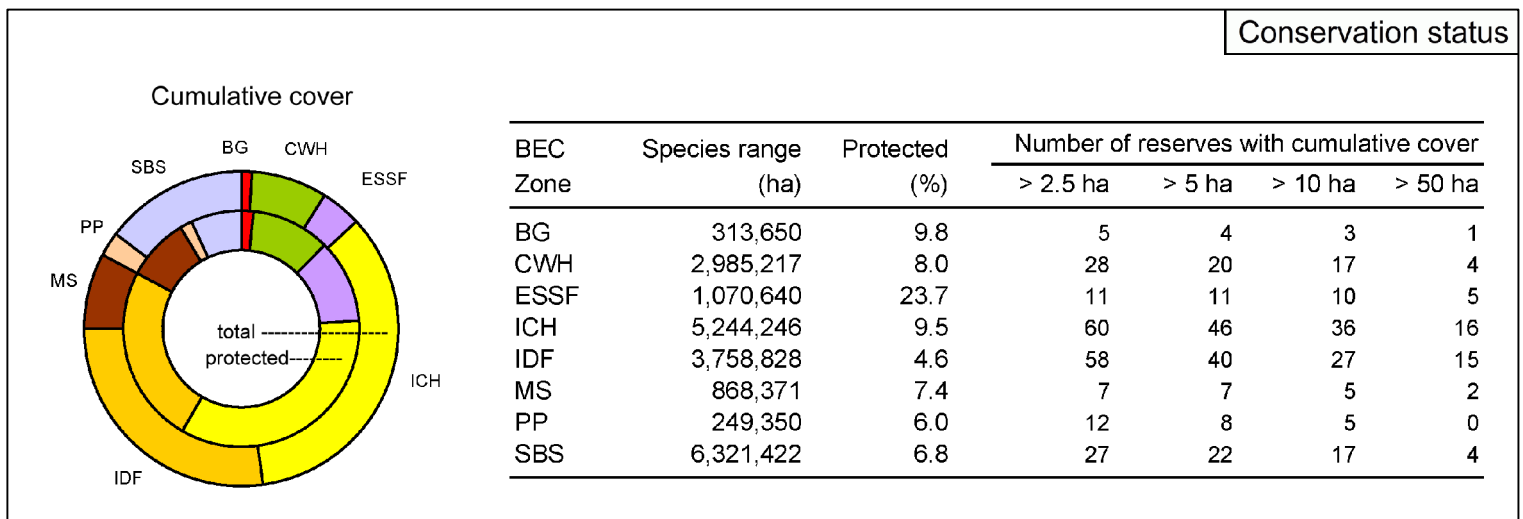 Conservation status
Cumulative cover
BG
CWH
SBS
ESSF
PP
MS
total
protected
ICH
IDF
BEC Species range Protected Number of reserves with cumulative cover
Zone (ha) (%) > 2.5 ha > 5 ha > 10 ha > 50 ha
BG 313,650 9.8 5 4 3 1
CWH 2,985,217 8.0 28 20 17 4
ESSF 1,070,640 23.7 11 11 10 5
ICH 5,244,246 9.5 60 46 36 16
IDF 3,758,828 4.6 58 40 27 15
MS 868,371 7.4 7 7 5 2
PP 249,350 6.0 12 8 5 0
SBS 6,321,422 6.8 27 22 17 4